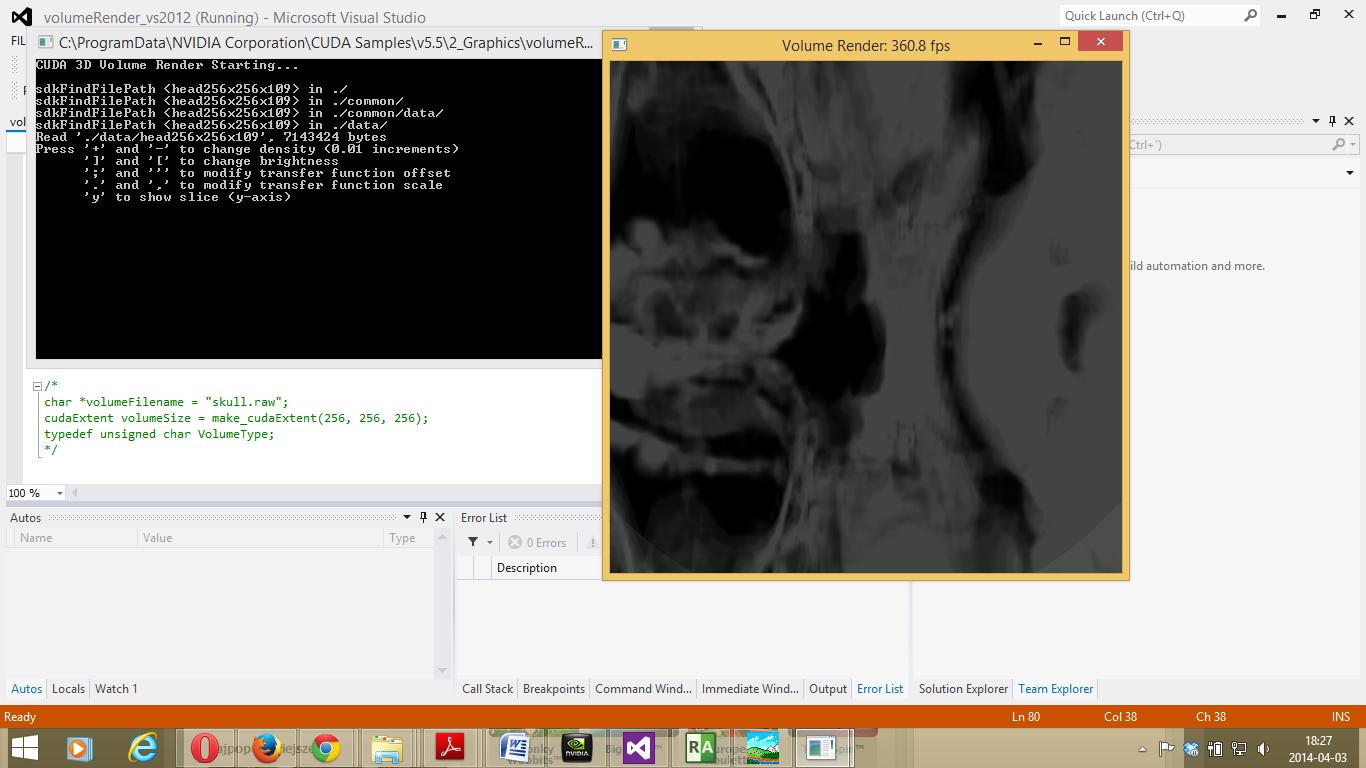 volumeRender_vs2012 (Running) - Microsoft Visual Studio
Quick Launch (Ctrl+Q)
C:\ProgramData\NVIDIA Corporation\CUDA Samples\v5.5\2_Graphics\volumeR...
Volume Render: 360.8 fps
CUDA 3D Volume Render Starting...
sdkFindFilePath <head256x256x109> in ./
sdkFindFilePath <head256x256x109> in ./common/
sdkFindFilePath <head256x256x109> in ./common/data/
sdkFindFilePath <head256x256x109> in ./data/
Read './data/head256x256x109', 7143424 bytes
Press '+' and '-' to change density (0.01 increments)
']' and '[' to change brightness
';' and ''' to modify transfer function offset
'.' and ',' to modify transfer function scale
'y' to show slice (y-axis)
FIL
vol
Ctrl+')
ild automation and more.
/*
char *volumeFilename = "skull.raw";
cudaExtent volumeSize = make_cudaExtent(256, 256, 256);
typedef unsigned char VolumeType;
*/
100 %
Autos
Name Value Type
Error List
0 Errors
Description
Autos Locals Watch 1
Call Stack Breakpoints Command Wind... Immediate Wind... Output Error List
Solution Explorer Team Explorer
Ready Ln 80 Col 38 Ch 38 INS
RA
18:27
2014-04-03